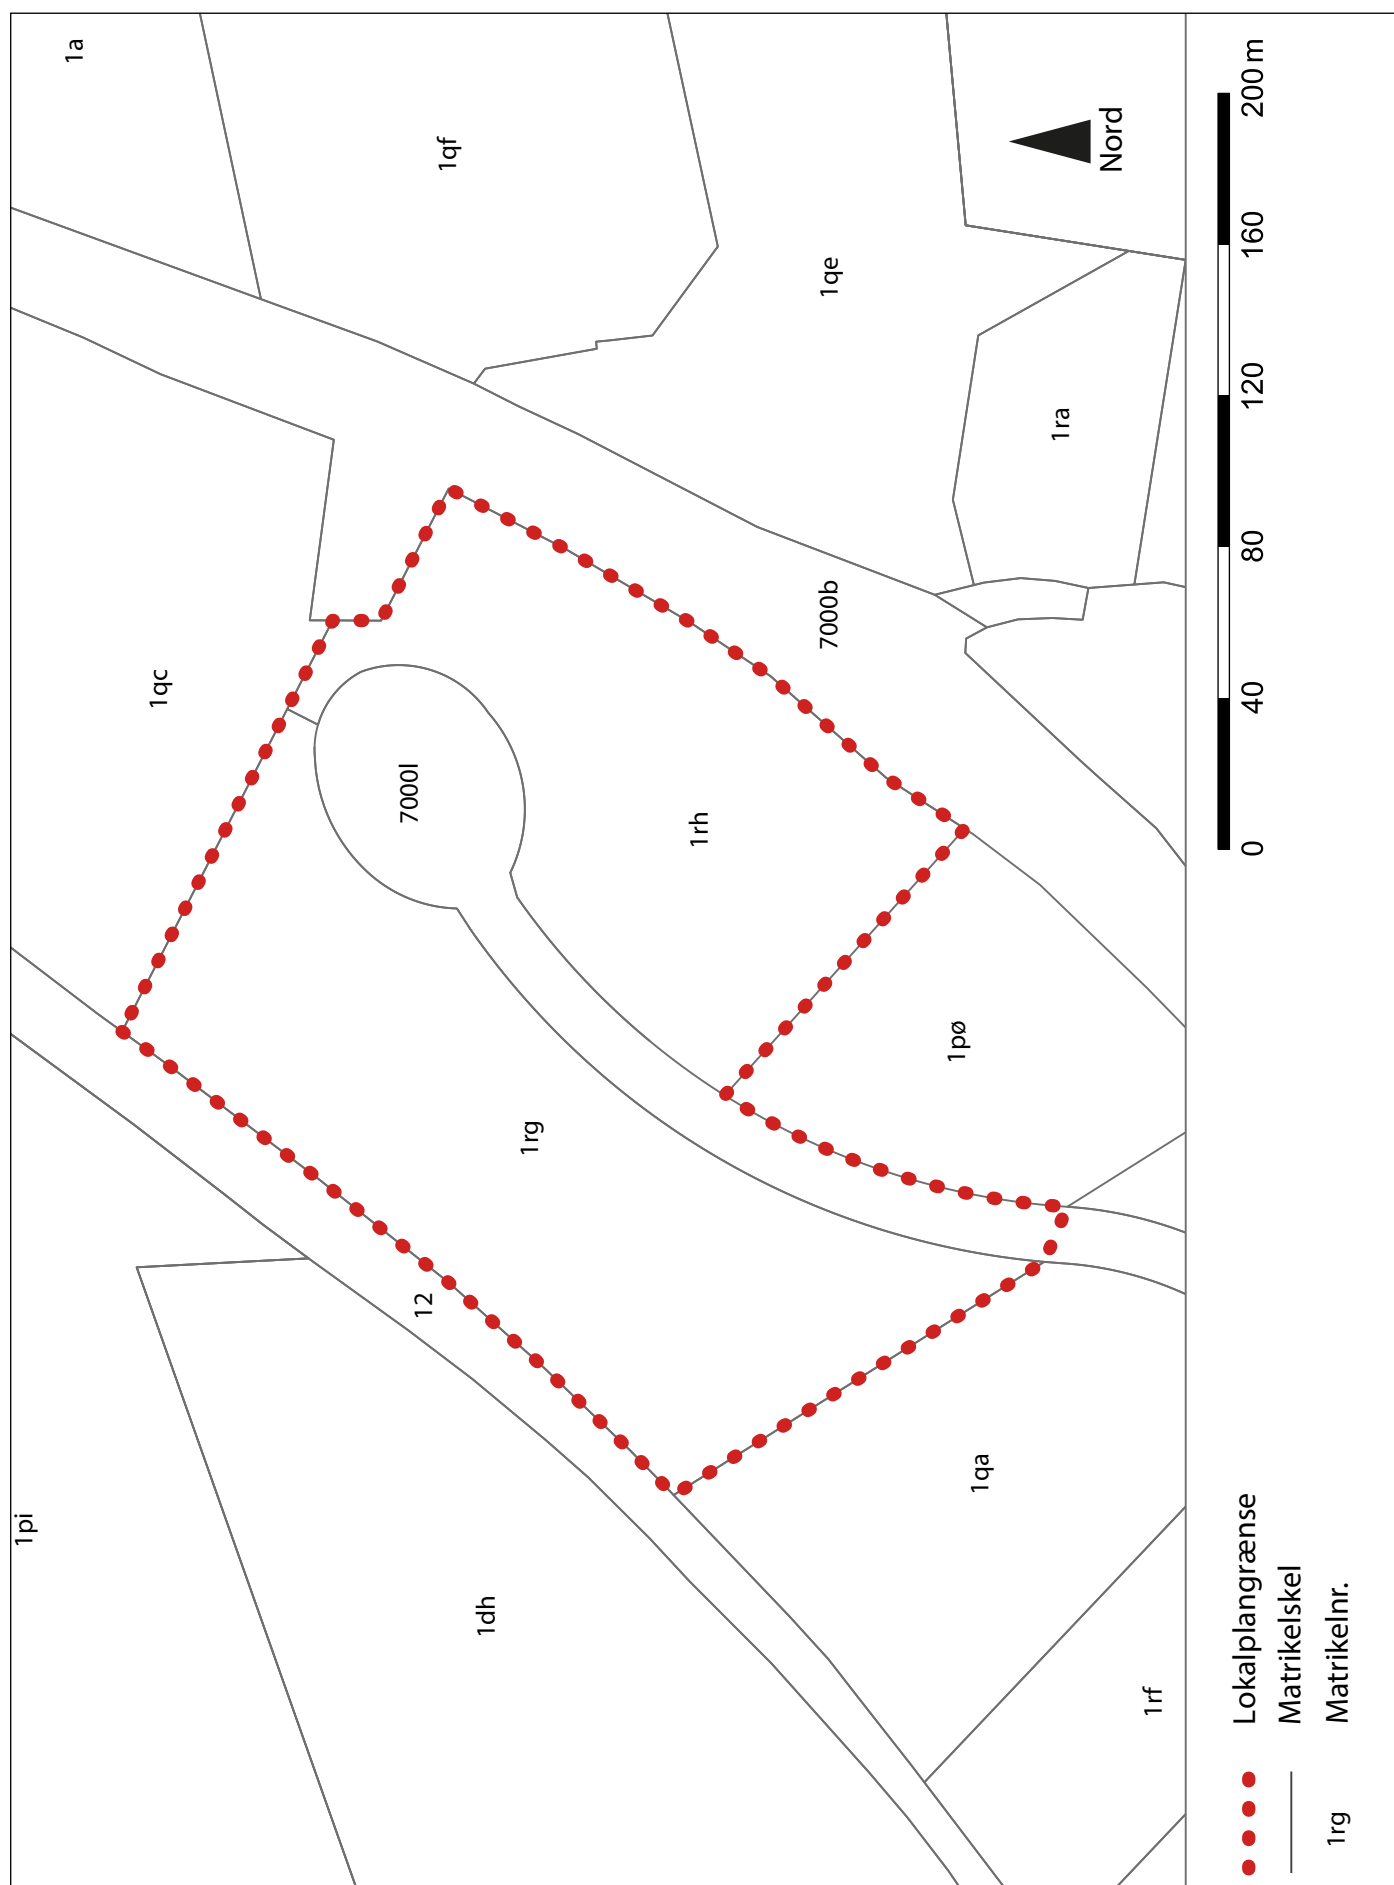 1pi
1dh
12
1qc
1a
1qf
1rg
7000l
1rh
7000b
1qe
1qa
1pø
1ra
1rf
Nord
Lokalplangrænse
Matrikelskel
1rg Matrikelnr.
0 40 80 120 160 200 m